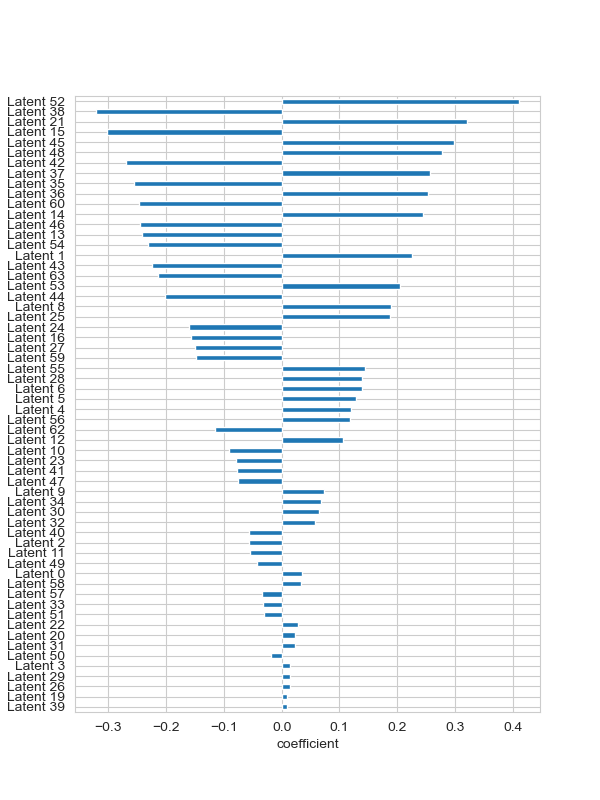 Latent 52
Latent 38
Latent 21
Latent 15
Latent 45
Latent 48
Latent 42
Latent 37
Latent 35
Latent 36
Latent 60
Latent 14
Latent 46
Latent 13
Latent 54
Latent 1
Latent 43
Latent 63
Latent 53
Latent 44
Latent 8
Latent 25
Latent 24
Latent 16
Latent 27
Latent 59
Latent 55
Latent 28
Latent 6
Latent 5
Latent 4
Latent 56
Latent 62
Latent 12
Latent 10
Latent 23
Latent 41
Latent 47
Latent 9
Latent 34
Latent 30
Latent 32
Latent 40
Latent 2
Latent 11
Latent 49
Latent 0
Latent 58
Latent 57
Latent 33
Latent 51
Latent 22
Latent 20
Latent 31
Latent 50
Latent 3
Latent 29
Latent 26
Latent 19
Latent 39
−0.3 −0.2 −0.1 0.0 0.1 0.2 0.3 0.4
coefficient